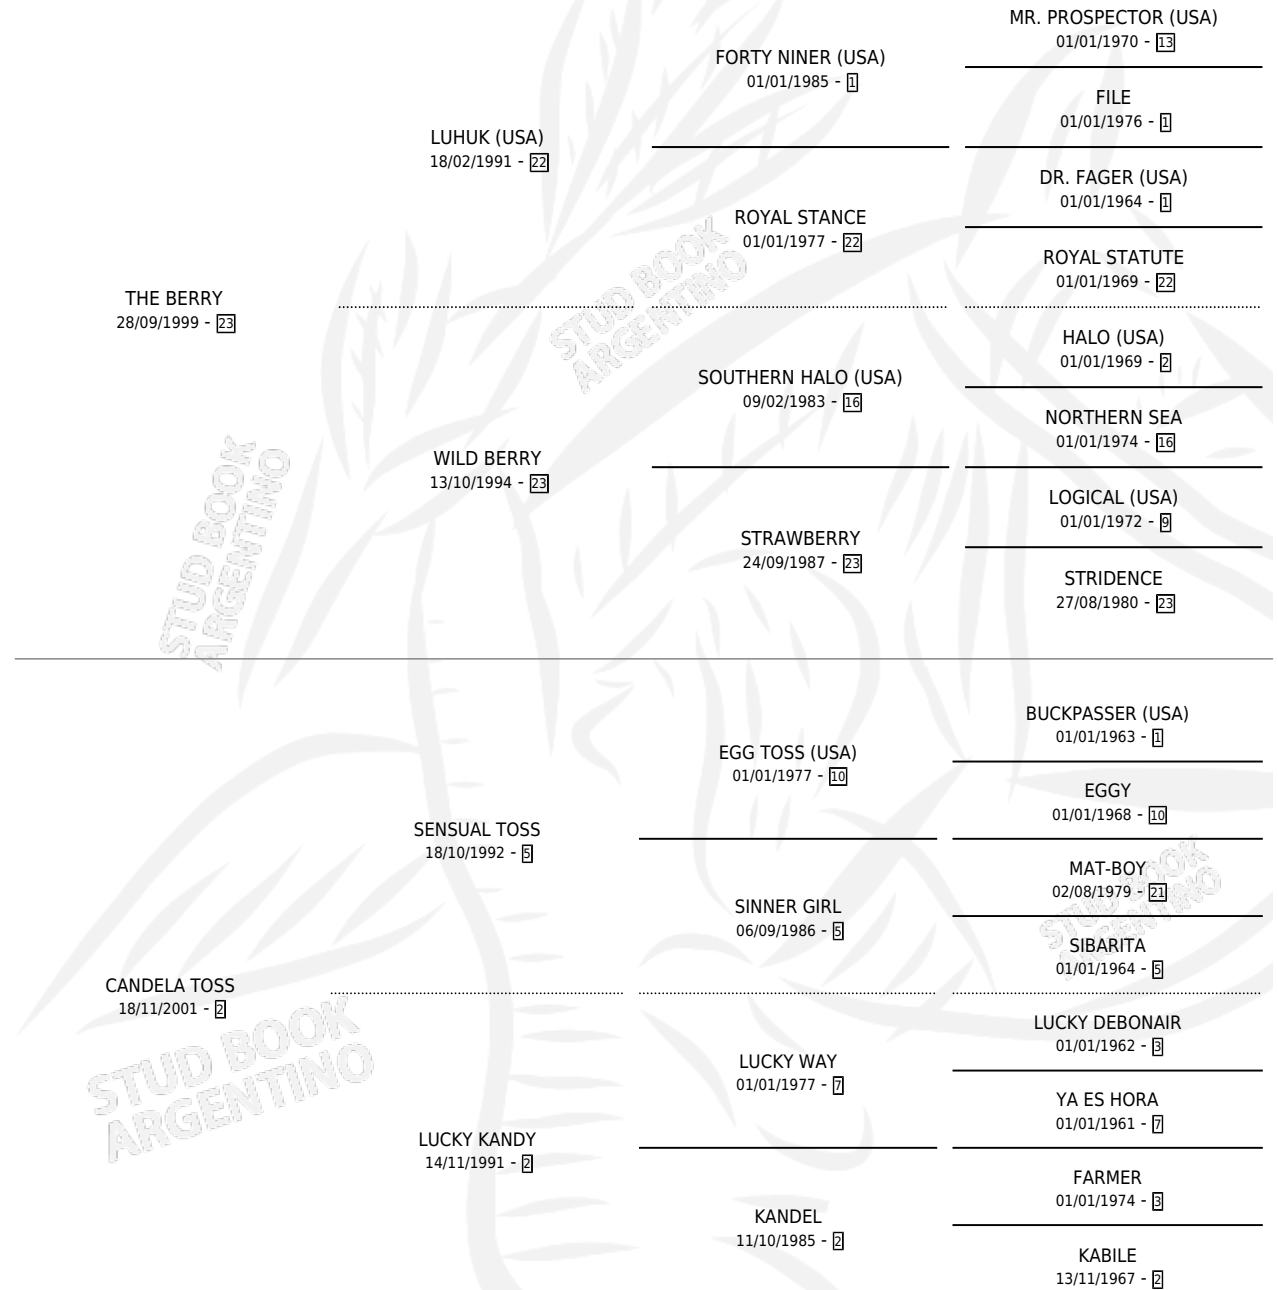 MR. PROSPECTOR (USA)
01/01/1970 - 13
FORTY NINER (USA)
01/01/1985 - 1
FILE
01/01/1976 - 1
LUHUK (USA)
18/02/1991 - 22
DR. FAGER (USA)
01/01/1964 - 1
ROYAL STANCE
01/01/1977 - 22
ROYAL STATUTE
01/01/1969 - 22
THE BERRY
28/09/1999 - 23
HALO (USA)
01/01/1969 - 2
SOUTHERN HALO (USA)
09/02/1983 - 16
NORTHERN SEA
01/01/1974 - 16
WILD BERRY
13/10/1994 - 23
LOGICAL (USA)
01/01/1972 - 9
STRAWBERRY
24/09/1987 - 23
STRIDENCE
27/08/1980 - 23
BUCKPASSER (USA)
01/01/1963 - 1
EGG TOSS (USA)
01/01/1977 - 10
EGGY
01/01/1968 - 10
SENSUAL TOSS
18/10/1992 - 5
MAT-BOY
02/08/1979 - 21
SINNER GIRL
06/09/1986 - 5
SIBARITA
01/01/1964 - 5
CANDELA TOSS
18/11/2001 - 2
LUCKY DEBONAIR
01/01/1962 - 3
LUCKY WAY
01/01/1977 - 7
YA ES HORA
01/01/1961 - 7
LUCKY KANDY
14/11/1991 - 2
FARMER
01/01/1974 - 3
KANDEL
11/10/1985 - 2
KABILE
13/11/1967 - 2
STUD BOOK
ARGENTINO
STUD BOOK
ARGENTINO
STUD BOOK
ARGENTINO
STUD BOOK
ARGENTINO